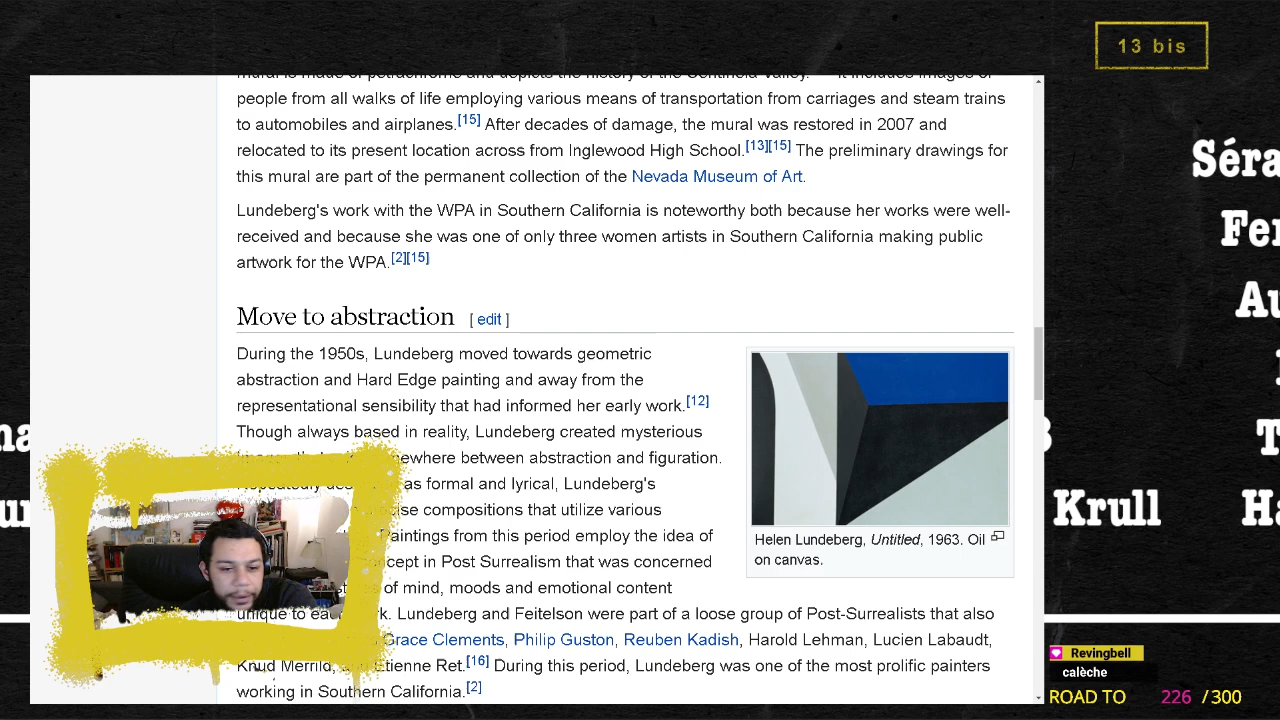 13 bis
people from all walks of life employing various means of transportation from carriages and steam trains
to automobiles and airplanes.[15] After decades of damage, the mural was restored in 2007 and
relocated to its present location across from Inglewood High School.[13][15] The preliminary drawings for
this mural are part of the permanent collection of the Nevada Museum of Art.
Lundeberg's work with the WPA in Southern California is noteworthy both because her works were well-
received and because she was one of only three women artists in Southern California making public
artwork for the WPA.[2][15]
Move to abstraction [ edit ]
During the 1950s, Lundeberg moved towards geometric
abstraction and Hard Edge painting and away from the
representational sensibility that had informed her early work.[12]
Though always based in reality, Lundeberg created mysterious
between abstraction and figuration.
as formal and lyrical, Lundeberg's
compositions that utilize various
Paintings from this period employ the idea of
in Post Surrealism that was concerned
of mind, moods and emotional content
unique to Lundeberg and Feitelson were part of a loose group of Post-Surrealists that also
Grace Clements, Philip Guston, Reuben Kadish, Harold Lehman, Lucien Labaudt,
Knud Merrild, Etienne Ret.[16] During this period, Lundeberg was one of the most prolific painters
working in Southern California.[2]
Helen Lundeberg, Untitled, 1963. Oil
on canvas.
Krull
Revingbell
calèche
ROAD TO 226 / 300